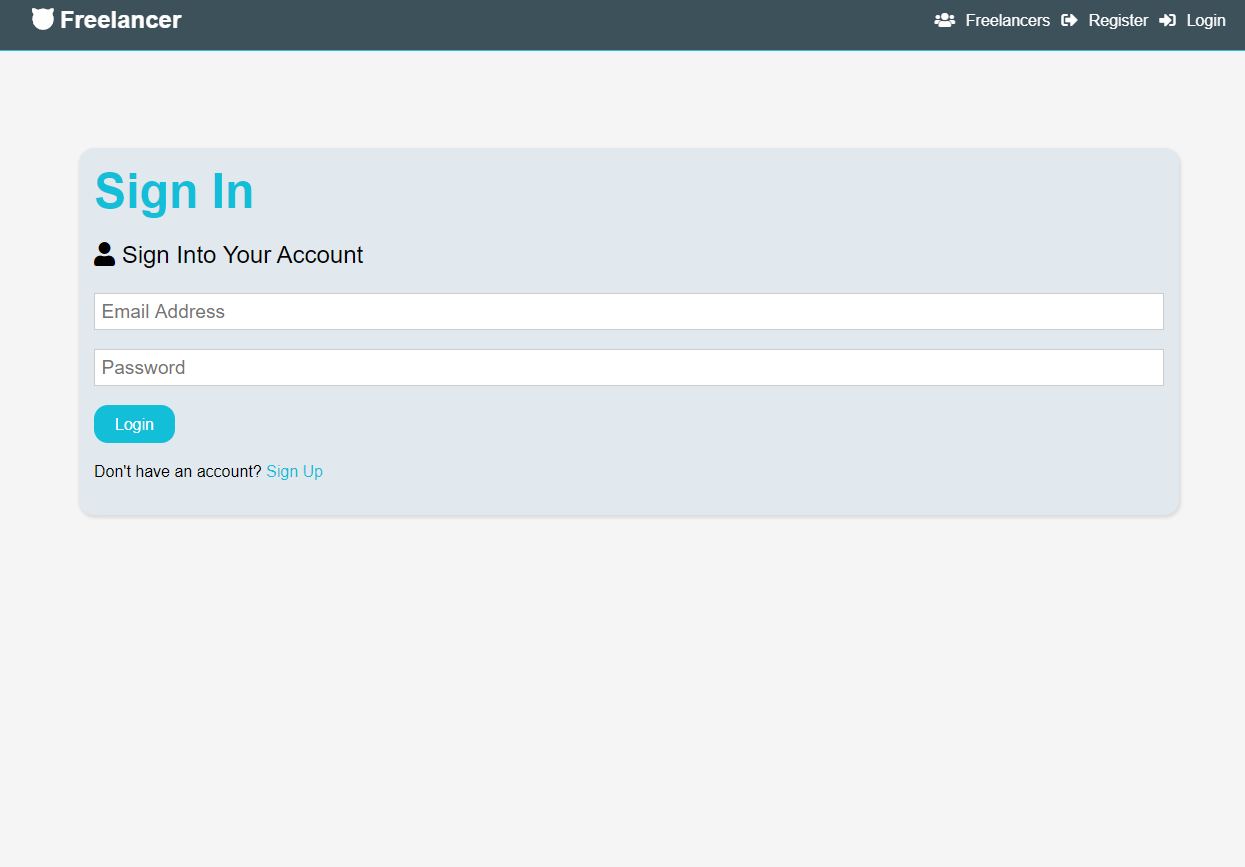 Freelancer
Freelancers Register Login
Sign In
Sign Into Your Account
Email Address
Password
Login
Don't have an account? Sign Up